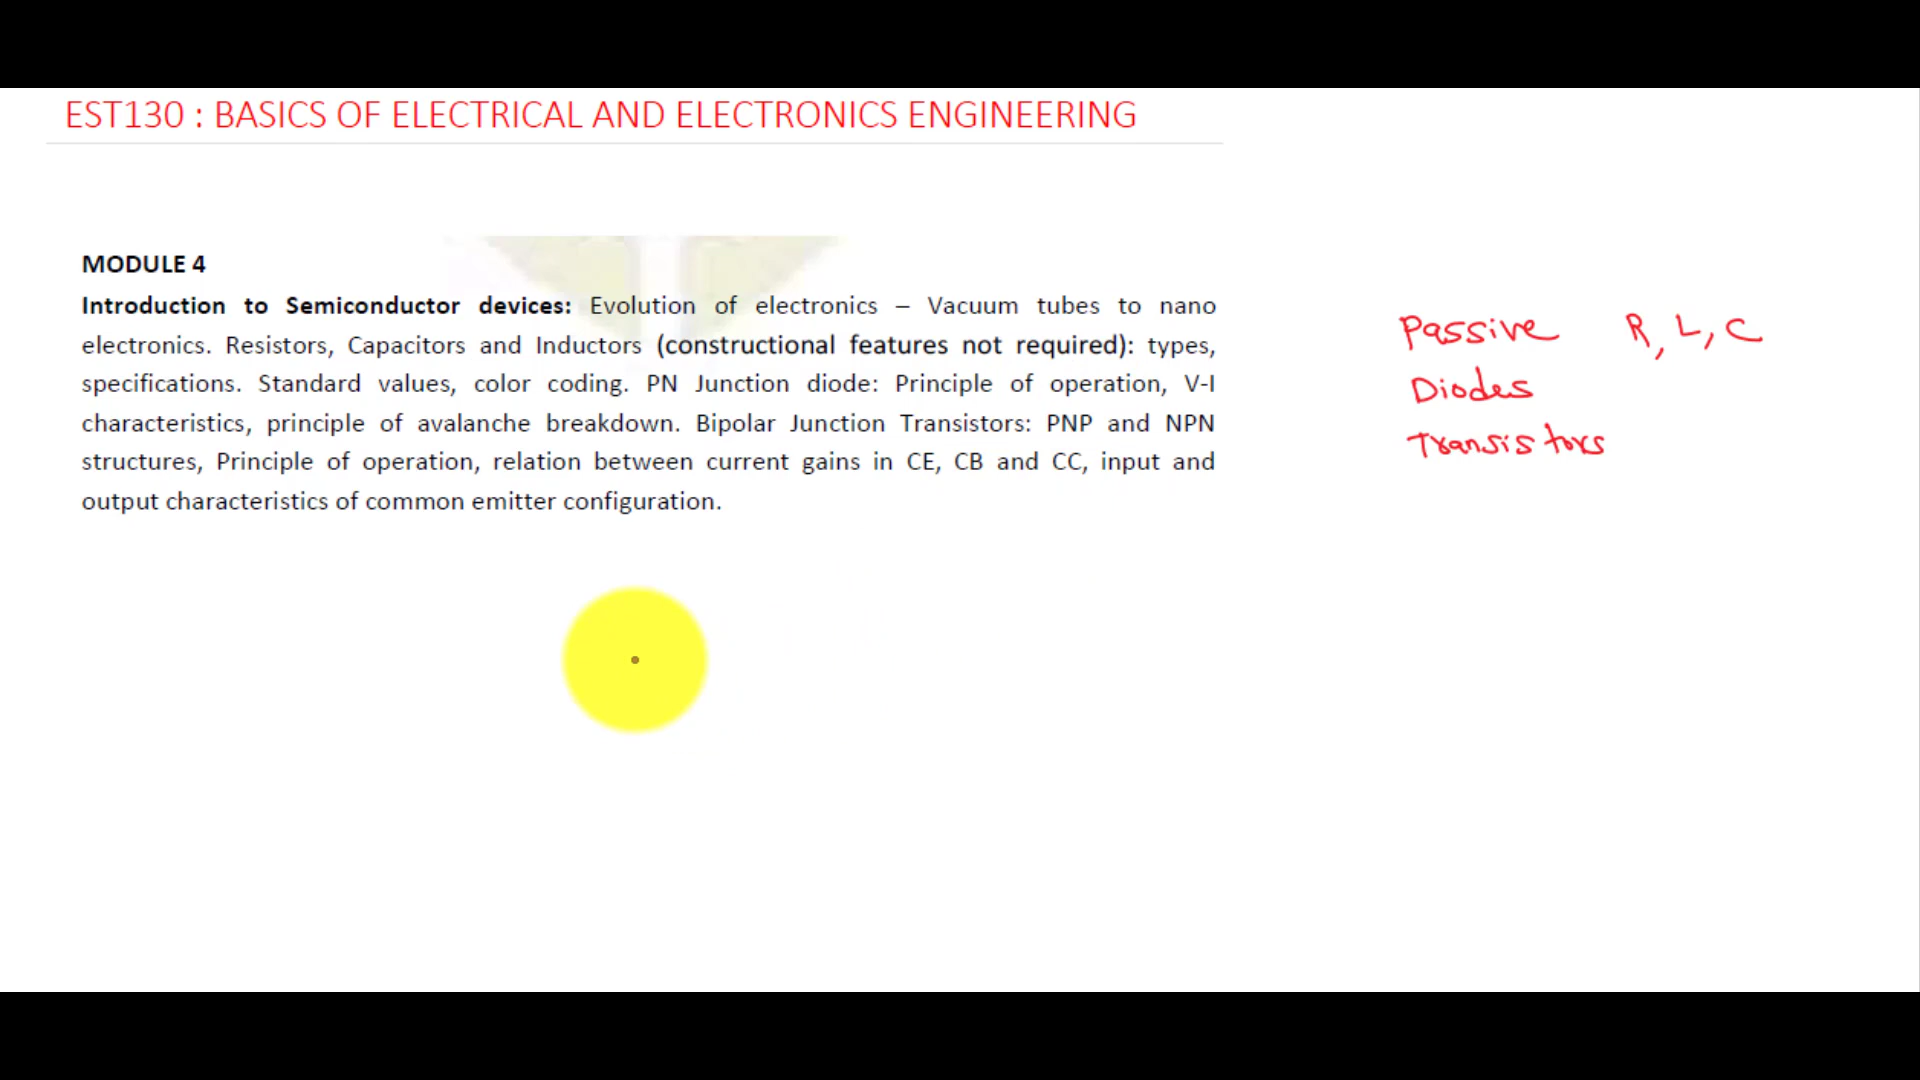 EST130 : BASICS OF ELECTRICAL AND ELECTRONICS ENGINEERING
MODULE 4
Introduction to Semiconductor devices: Evolution of electronics – Vacuum tubes to nano
electronics. Resistors, Capacitors and Inductors (constructional features not required): types,
specifications. Standard values, color coding. PN Junction diode: Principle of operation, V-I
characteristics, principle of avalanche breakdown. Bipolar Junction Transistors: PNP and NPN
structures, Principle of operation, relation between current gains in CE, CB and CC, input and
output characteristics of common emitter configuration.
Passive R, L, C
Diodes
Transistors